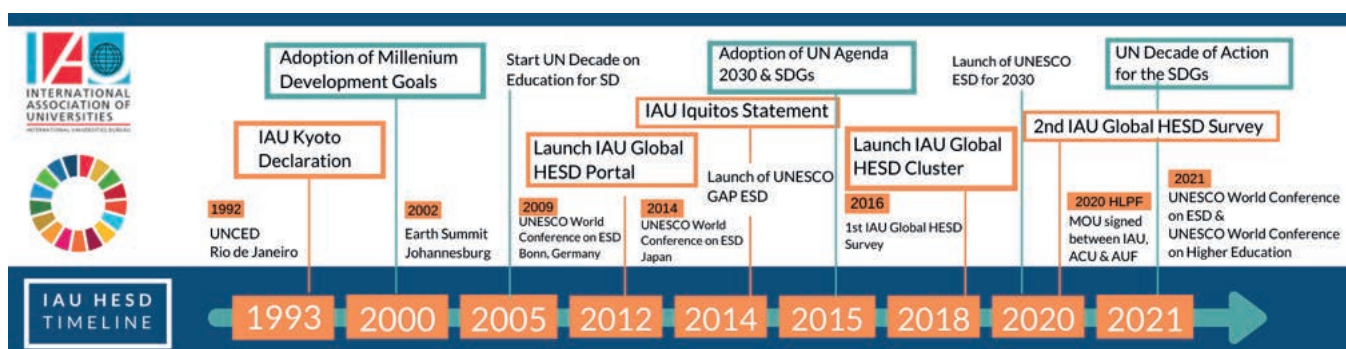 IAU
INTERNATIONAL
ASSOCIATION OF
UNIVERSITIES
INTERNATIONAL UNIVERSITIES BUREAU
IAU Kyoto
Declaration
Adoption of Millenium
Development Goals
Start UN Decade on
Education for SD
Launch IAU Global
HESD Portal
IAU Iquitos Statement
Launch of UNESCO
GAP ESD
Adoption of UN Agenda
2030 & SDGs
Launch IAU Global
HESD Cluster
Launch of UNESCO
ESD for 2030
2nd IAU Global HESD Survey
UN Decade of Action
for the SDGs
1992
UNCED
Rio de Janeiro
2002
Earth Summit
Johannesburg
2009
UNESCO World
Conference on ESD
Bonn, Germany
2014
UNESCO World
Conference on ESD
Japan
2016
1st IAU Global HESD
Survey
2020 HLPF
MOU signed
between IAU,
ACU & AUF
2021
UNESCO World Conference
on ESD &
UNESCO World Conference
on Higher Education
IAU HESD
TIMELINE
1993
2000
2005
2012
2014
2015
2018
2020
2021